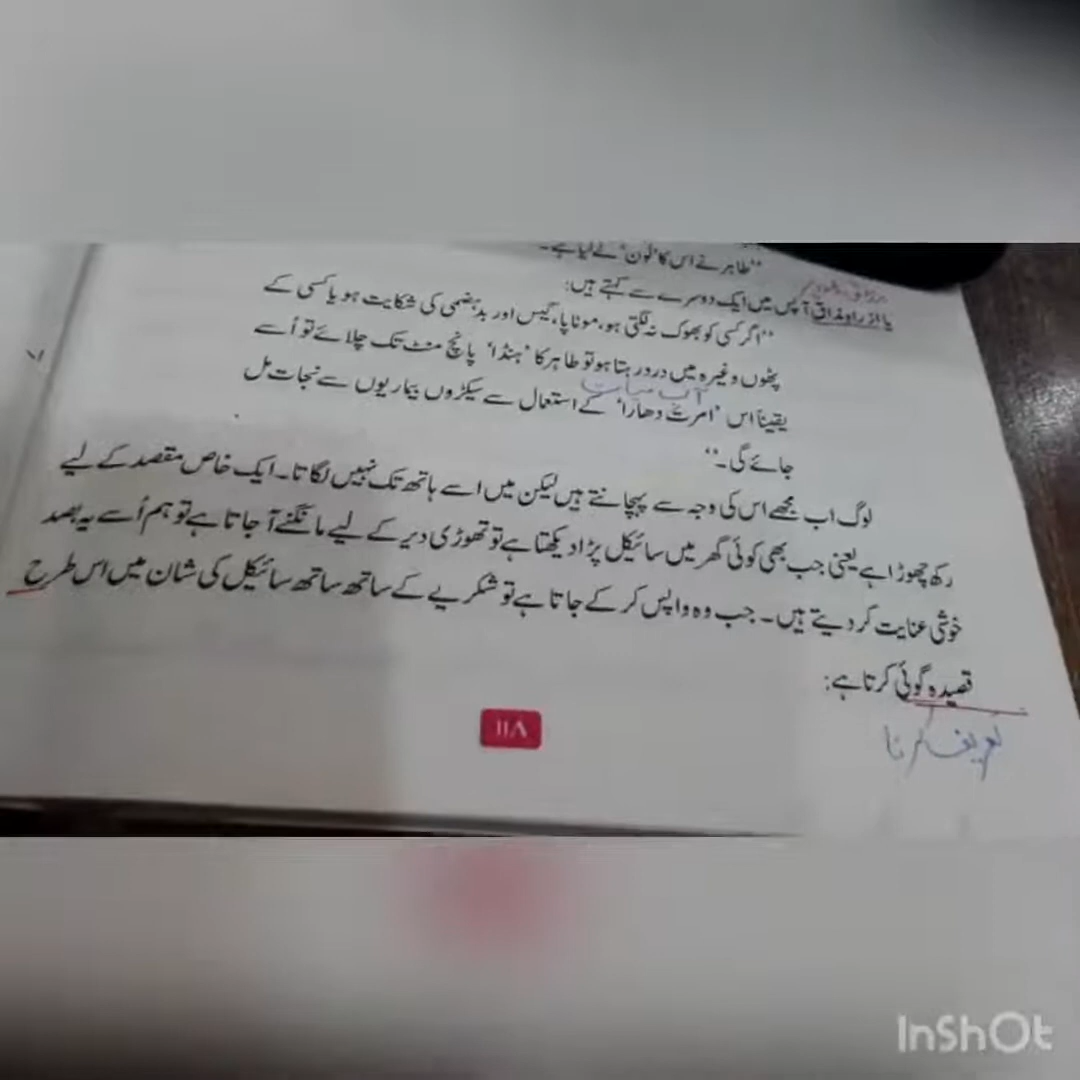 "طاہر نے اس کا 'لون' لے لیا ہے۔
یا از راہِ مذاق آپس میں ایک دوسرے سے کہتے ہیں:
"اگر کسی کو بھوک نہ لگتی ہو، موٹاپا، گیس اور بدہضمی کی شکایت ہو یا کسی کے
پٹھوں وغیرہ میں درد رہتا ہو تو طاہر کا 'ہنڈا' پانچ منٹ تک چلائے تو اُسے
آب حیات
یقیناً اس 'امرت دھارا' کے استعمال سے سیکڑوں بیماریوں سے نجات مل
جائے گی۔"
لوگ اب مجھے اس کی وجہ سے پہچانتے ہیں لیکن میں اسے ہاتھ تک نہیں لگاتا۔ ایک خاص مقصد کے لیے
رکھ چھوڑا ہے یعنی جب بھی کوئی گھر میں سائیکل پڑا دیکھتا ہے تو تھوڑی دیر کے لیے مانگنے آ جاتا ہے تو ہم اُسے یہ بصد
خوشی عنایت کر دیتے ہیں۔ جب وہ واپس کر کے جاتا ہے تو شکریے کے ساتھ ساتھ سائیکل کی شان میں اس طرح
قصیدہ گوئی کرتا ہے:
تعریف کرنا
۱۱۸
InShOt